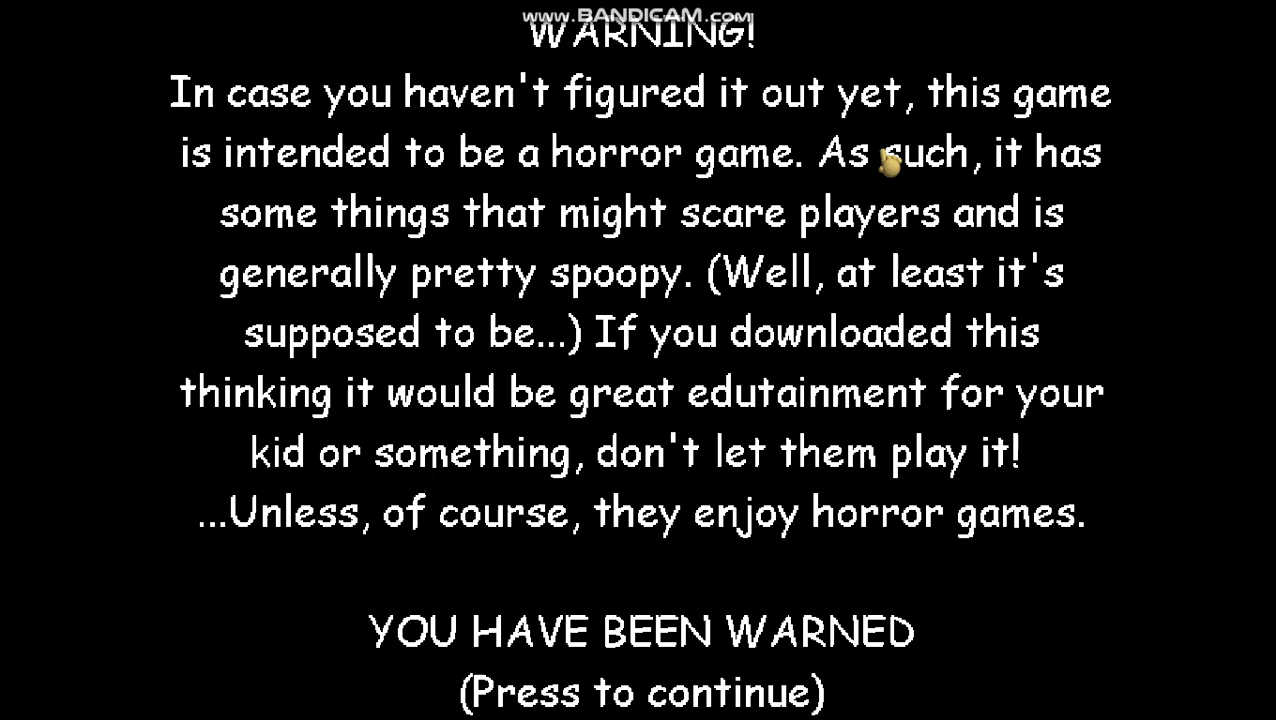 www.BANDICAM.com
WARNING!
In case you haven't figured it out yet, this game
is intended to be a horror game. As such, it has
some things that might scare players and is
generally pretty spoopy. (Well, at least it's
supposed to be...) If you downloaded this
thinking it would be great edutainment for your
kid or something, don't let them play it!
...Unless, of course, they enjoy horror games.
YOU HAVE BEEN WARNED
(Press to continue)